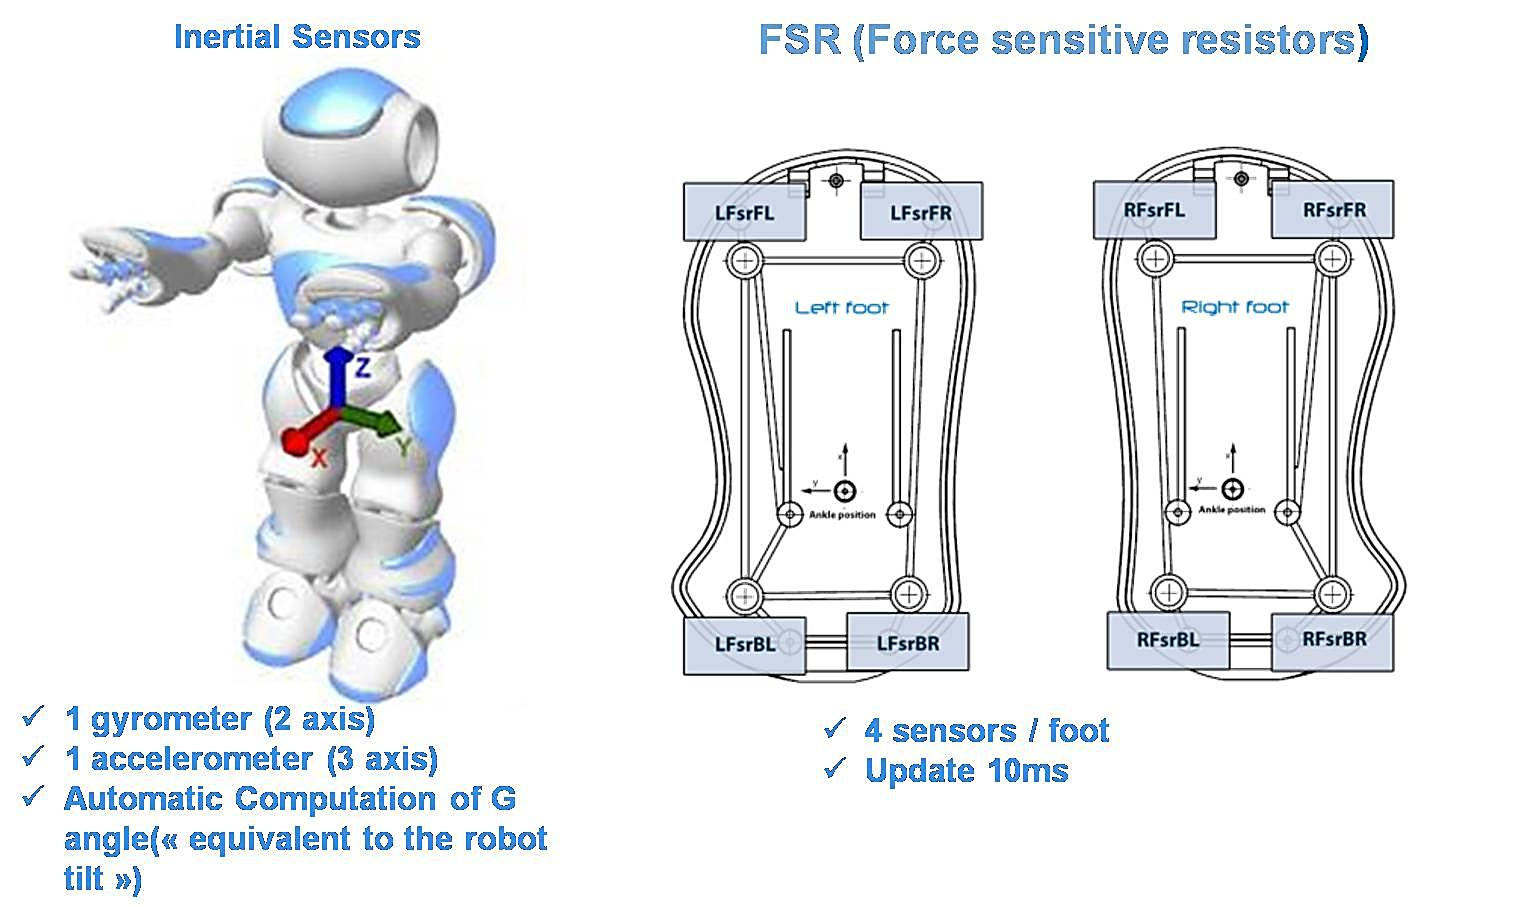 Inertial Sensors
Z
X
Y
✓ 1 gyrometer (2 axis)
✓ 1 accelerometer (3 axis)
✓ Automatic Computation of G
angle(« equivalent to the robot
tilt »)
FSR (Force sensitive resistors)
LFsrFL LFsrFR
Left foot
x
y
Ankle position
LFsrBL LFsrBR
RFsrFL RFsrFR
Right foot
x
y
Ankle position
RFsrBL RFsrBR
✓ 4 sensors / foot
✓ Update 10ms